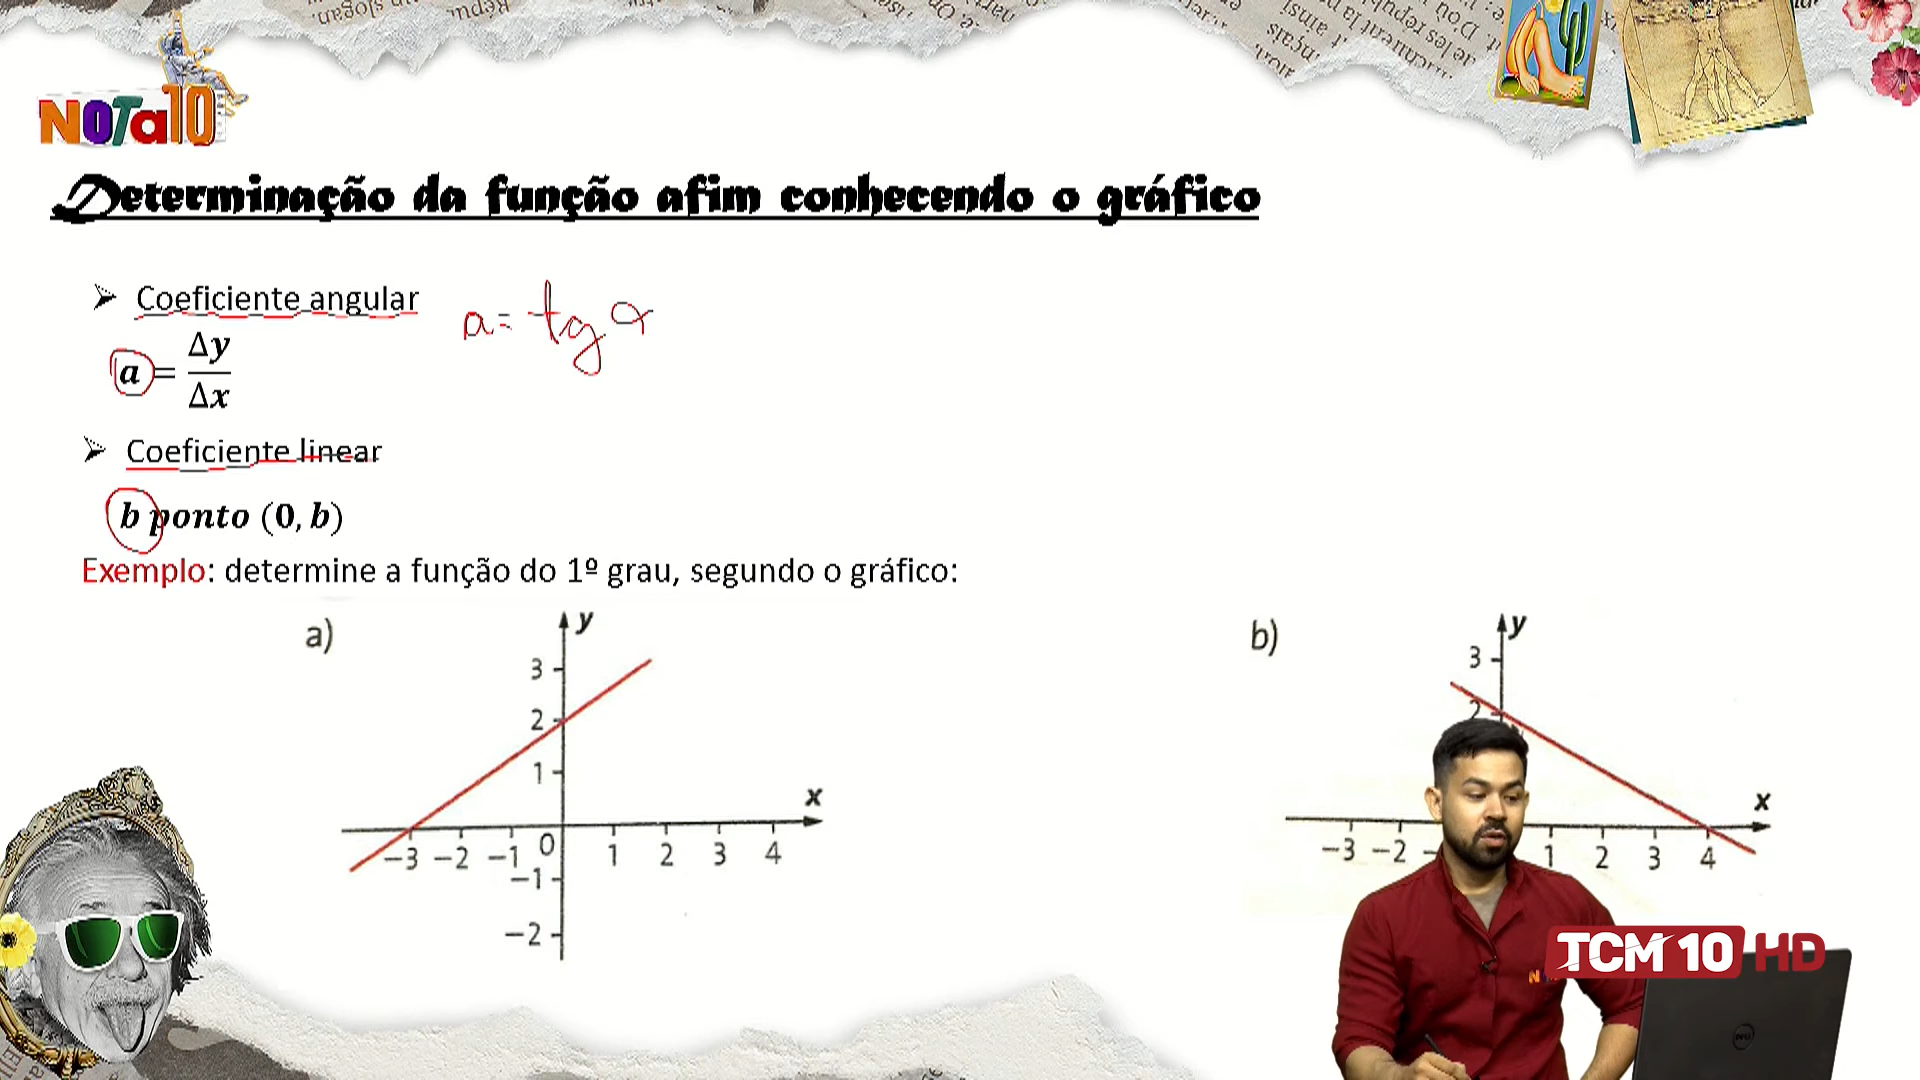 NOTa10
Determinação da função afim conhecendo o gráfico
➤ Coeficiente angular
a = tg α
a = Δy/Δx
➤ Coeficiente linear
b ponto (0, b)
Exemplo: determine a função do 1º grau, segundo o gráfico:
a)
y
3
2
1
x
−3 −2 −1 0 1 2 3 4
−1
−2
b)
y
3
2
x
−3 −2 − 1 2 3 4
TCM 10 HD
DELL